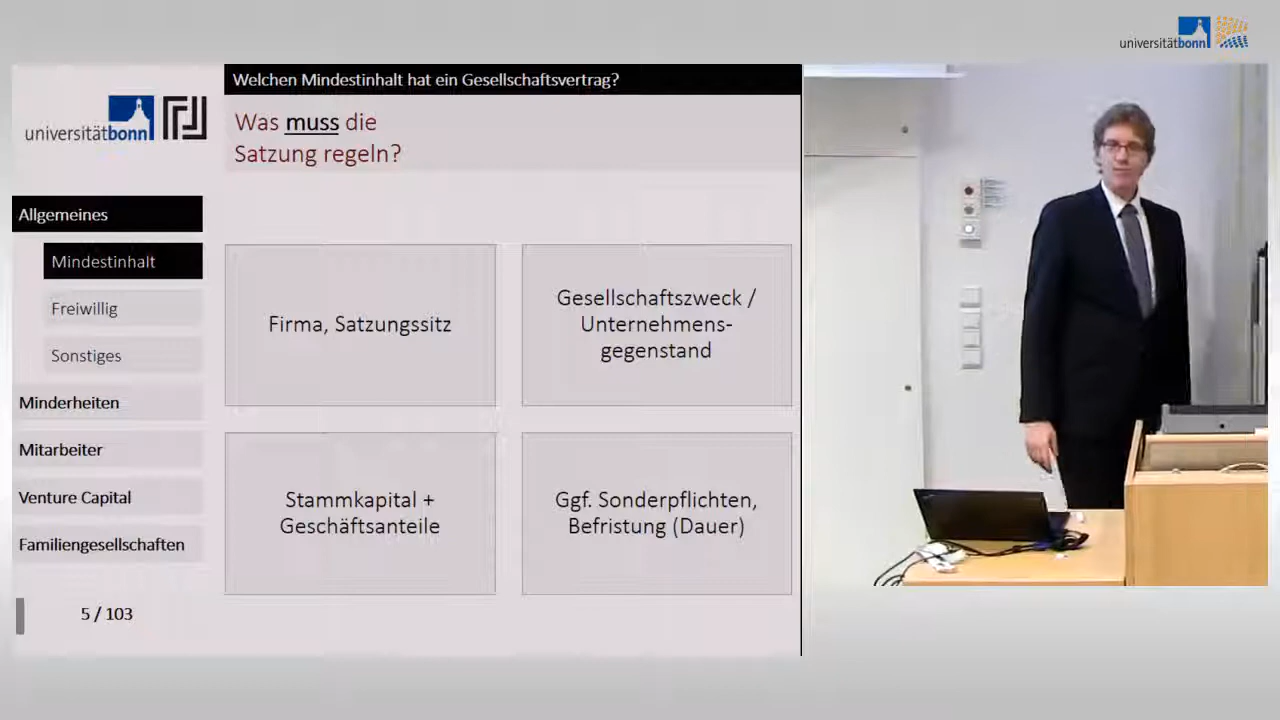 universitätbonn
Welchen Mindestinhalt hat ein Gesellschaftsvertrag?
universitätbonn
Was muss die
Satzung regeln?
Allgemeines
Mindestinhalt
Freiwillig
Sonstiges
Minderheiten
Mitarbeiter
Venture Capital
Familiengesellschaften
5 / 103
Firma, Satzungssitz
Gesellschaftszweck /
Unternehmens-
gegenstand
Stammkapital +
Geschäftsanteile
Ggf. Sonderpflichten,
Befristung (Dauer)